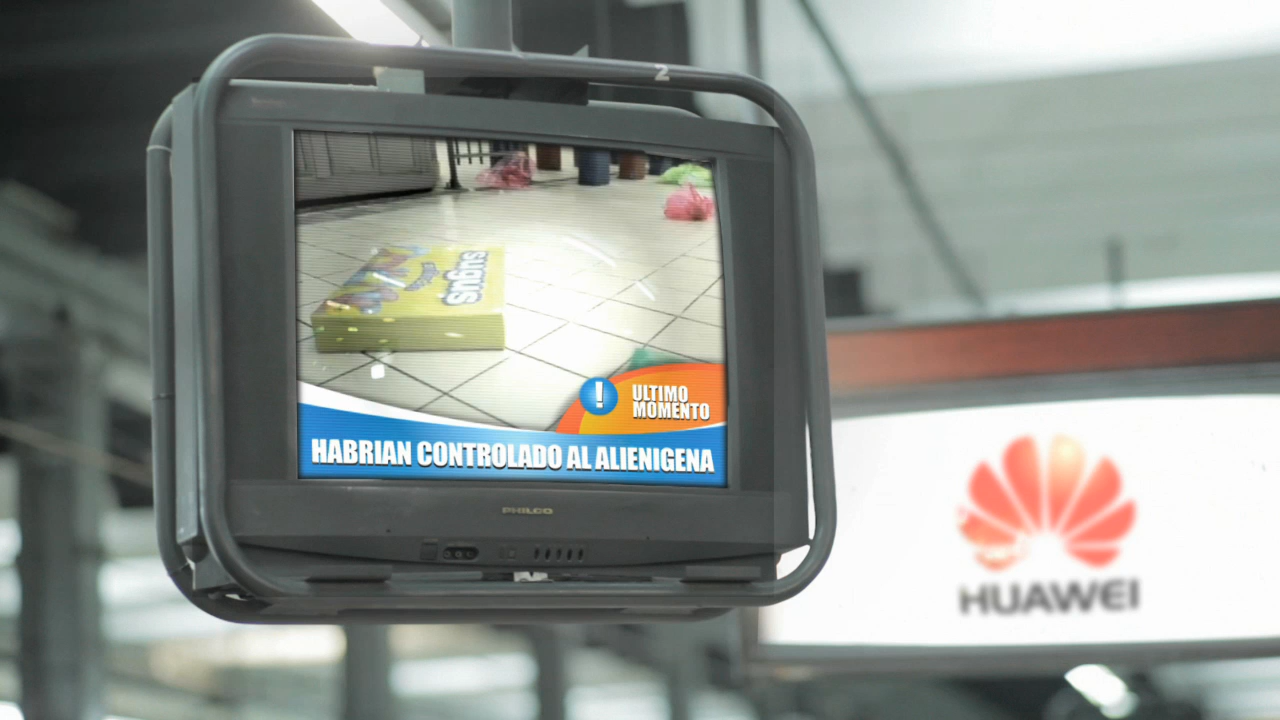 2
sugus
!
ULTIMO
MOMENTO
HABRIAN CONTROLADO AL ALIENIGENA
PHILCO
HUAWEI